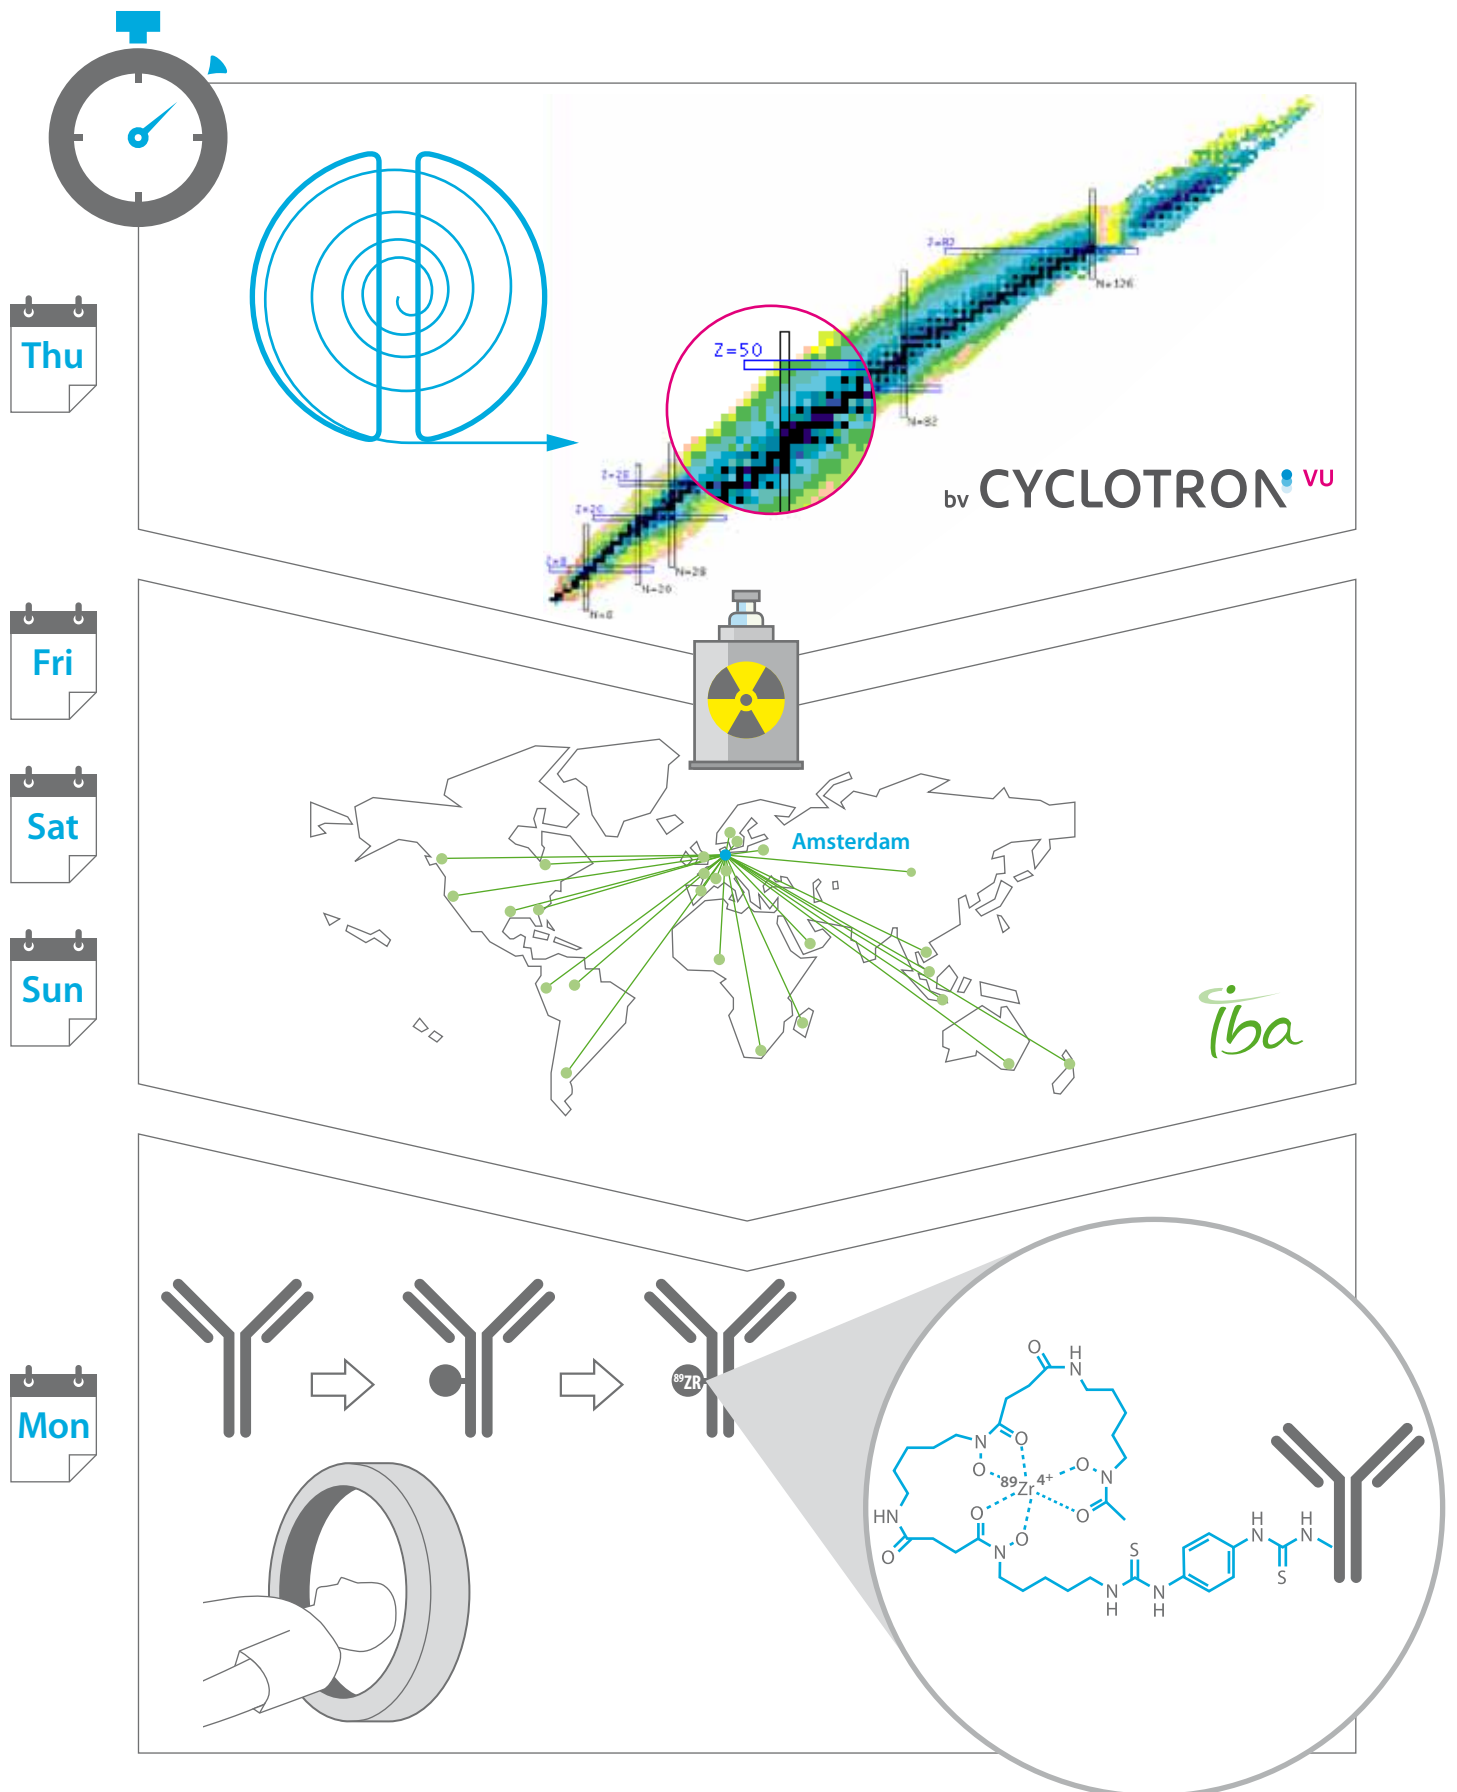 Thu
Z=82
N=126
Z=50
N=82
Z=28
Z=20
N=28
Z=8
N=20
N=8
bv CYCLOTRON VU
Fri
Sat
Amsterdam
Sun
iba
Mon
89ZR
O
H
N
N
O
O
O
N
89Zr 4+
O
O
HN
O
O
N
H
N
H
N
S
N
H
N
H
S